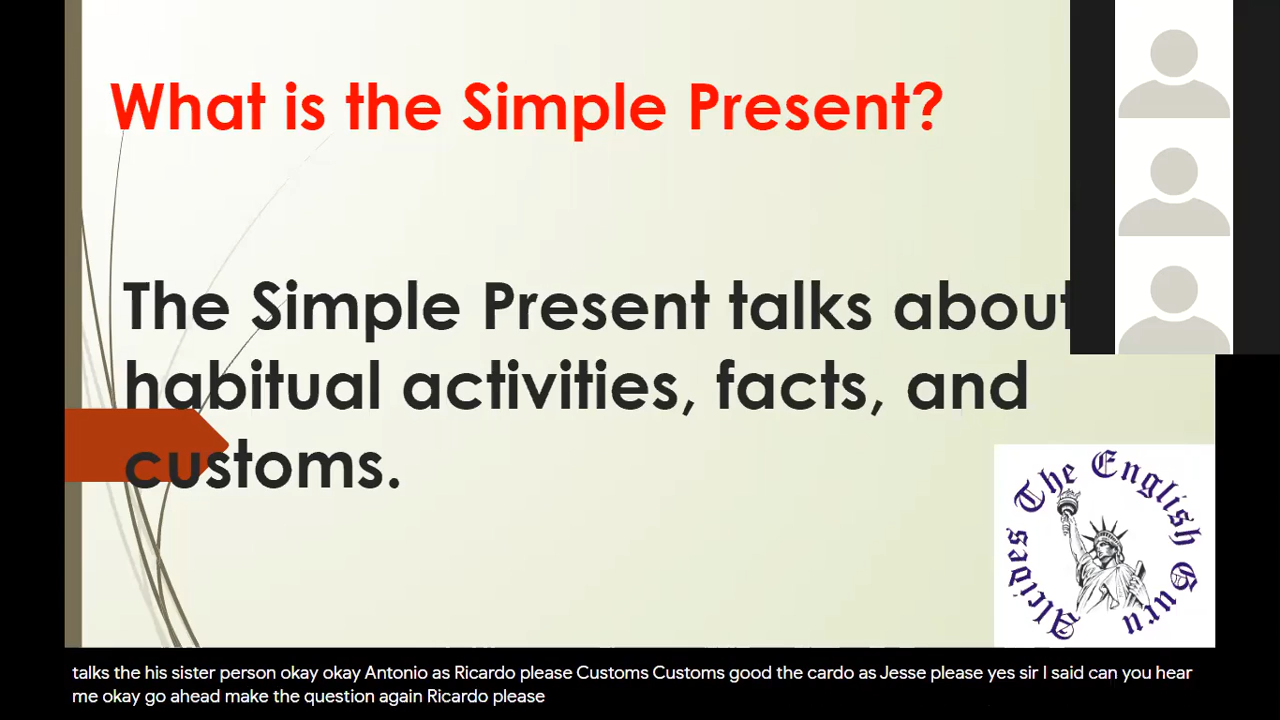 What is the Simple Present?
The Simple Present talks about
habitual activities, facts, and
customs.
Alcides The English Guru
talks the his sister person okay okay Antonio as Ricardo please Customs Customs good the cardo as Jesse please yes sir I said can you hear
me okay go ahead make the question again Ricardo please